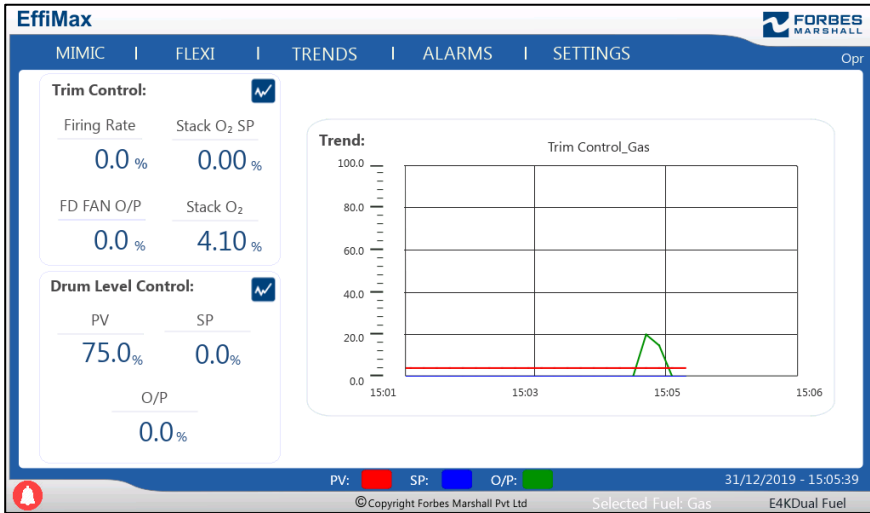 EffiMax
FORBES
MARSHALL
MIMIC | FLEXI | TRENDS | ALARMS | SETTINGS
Opr
Trim Control:
Firing Rate Stack O₂ SP
0.0 % 0.00 %
FD FAN O/P Stack O₂
0.0 % 4.10 %
Drum Level Control:
PV SP
75.0% 0.0%
O/P
0.0 %
Trend:
Trim Control_Gas
100.0
80.0
60.0
40.0
20.0
0.0
15:01 15:03 15:05 15:06
PV: SP: O/P:
31/12/2019 - 15:05:39
©Copyright Forbes Marshall Pvt Ltd
Selected Fuel: Gas
E4KDual Fuel